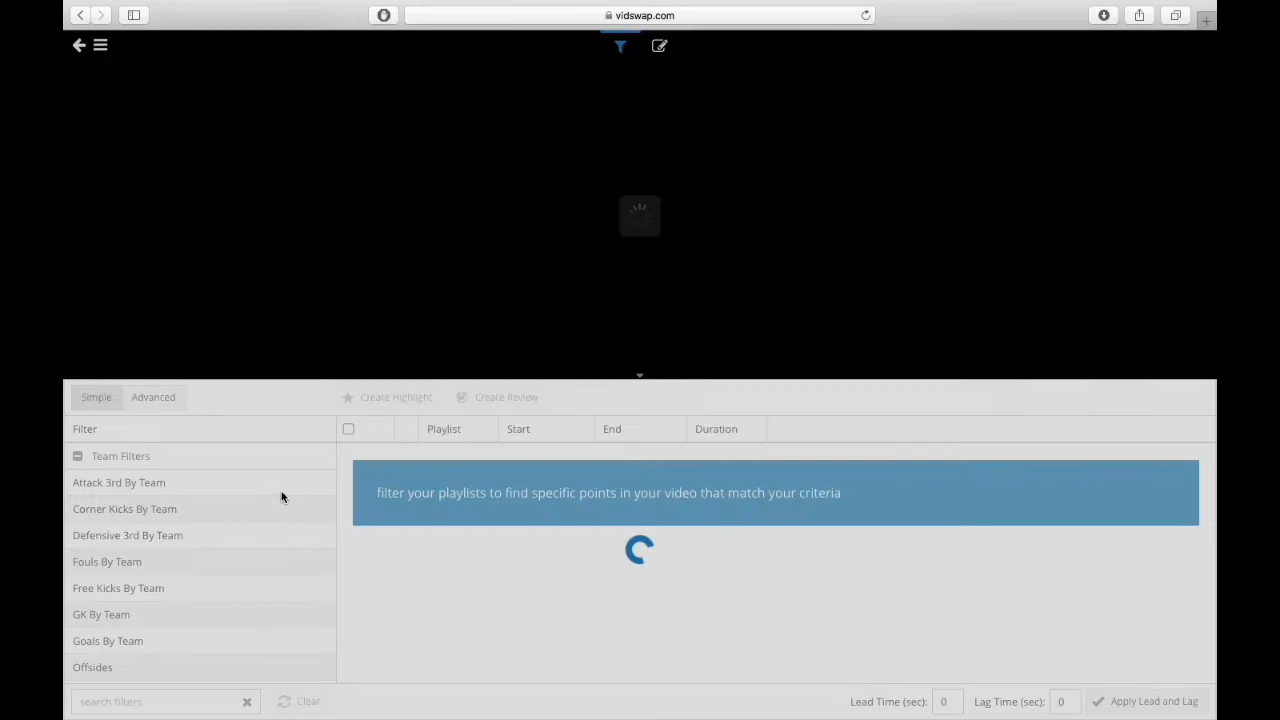 vidswap.com
Simple Advanced Create Highlight Create Review
Filter Playlist Start End Duration
Team Filters
filter your playlists to find specific points in your video that match your criteria
Attack 3rd By Team
Corner Kicks By Team
Defensive 3rd By Team
Fouls By Team
Free Kicks By Team
GK By Team
Goals By Team
Offsides
search filters Clear Lead Time (sec): 0 Lag Time (sec): 0 Apply Lead and Lag